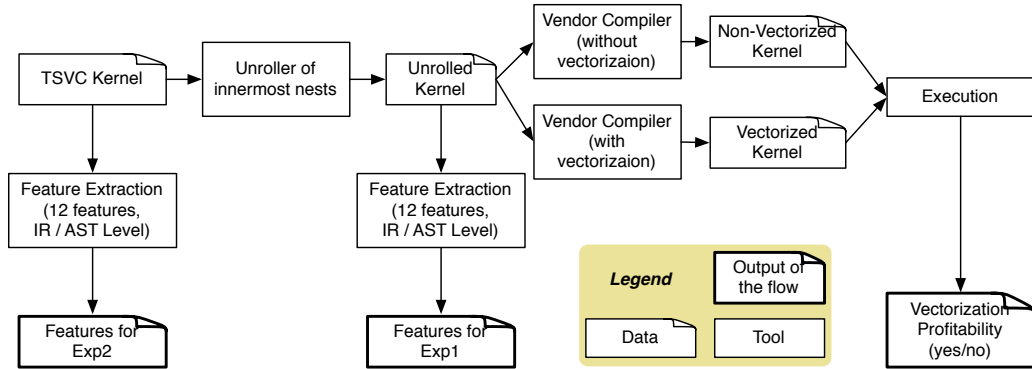 TSVC Kernel
Unroller of
innermost nests
Unrolled
Kernel
Vendor Compiler
(without
vectorizaion)
Non-Vectorized
Kernel
Vendor Compiler
(with
vectorizaion)
Vectorized
Kernel
Execution
Feature Extraction
(12 features,
IR / AST Level)
Feature Extraction
(12 features,
IR / AST Level)
Features for
Exp2
Features for
Exp1
Legend
Output of
the flow
Data
Tool
Vectorization
Profitability
(yes/no)